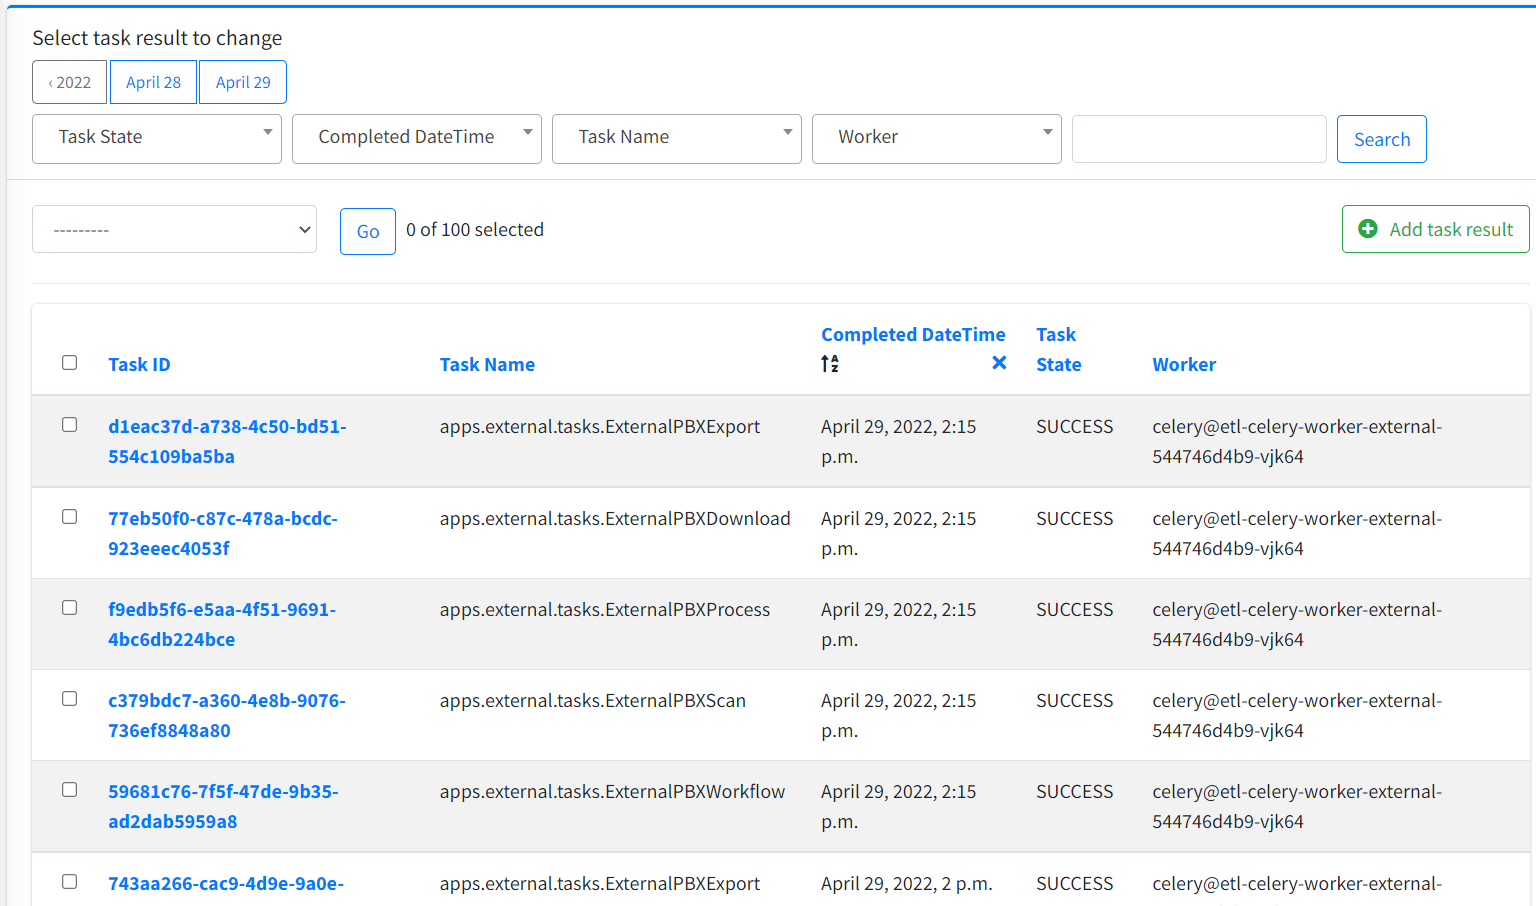 Select task result to change
‹ 2022 April 28 April 29
Task State Completed DateTime Task Name Worker Search
--------- Go 0 of 100 selected Add task result
Completed DateTime Task
Task ID Task Name State Worker
d1eac37d-a738-4c50-bd51- apps.external.tasks.ExternalPBXExport April 29, 2022, 2:15 SUCCESS celery@etl-celery-worker-external-
554c109ba5ba p.m. 544746d4b9-vjk64
77eb50f0-c87c-478a-bcdc- apps.external.tasks.ExternalPBXDownload April 29, 2022, 2:15 SUCCESS celery@etl-celery-worker-external-
923eeec4053f p.m. 544746d4b9-vjk64
f9edb5f6-e5aa-4f51-9691- apps.external.tasks.ExternalPBXProcess April 29, 2022, 2:15 SUCCESS celery@etl-celery-worker-external-
4bc6db224bce p.m. 544746d4b9-vjk64
c379bdc7-a360-4e8b-9076- apps.external.tasks.ExternalPBXScan April 29, 2022, 2:15 SUCCESS celery@etl-celery-worker-external-
736ef8848a80 p.m. 544746d4b9-vjk64
59681c76-7f5f-47de-9b35- apps.external.tasks.ExternalPBXWorkflow April 29, 2022, 2:15 SUCCESS celery@etl-celery-worker-external-
ad2dab5959a8 p.m. 544746d4b9-vjk64
743aa266-cac9-4d9e-9a0e- apps.external.tasks.ExternalPBXExport April 29, 2022, 2 p.m. SUCCESS celery@etl-celery-worker-external-